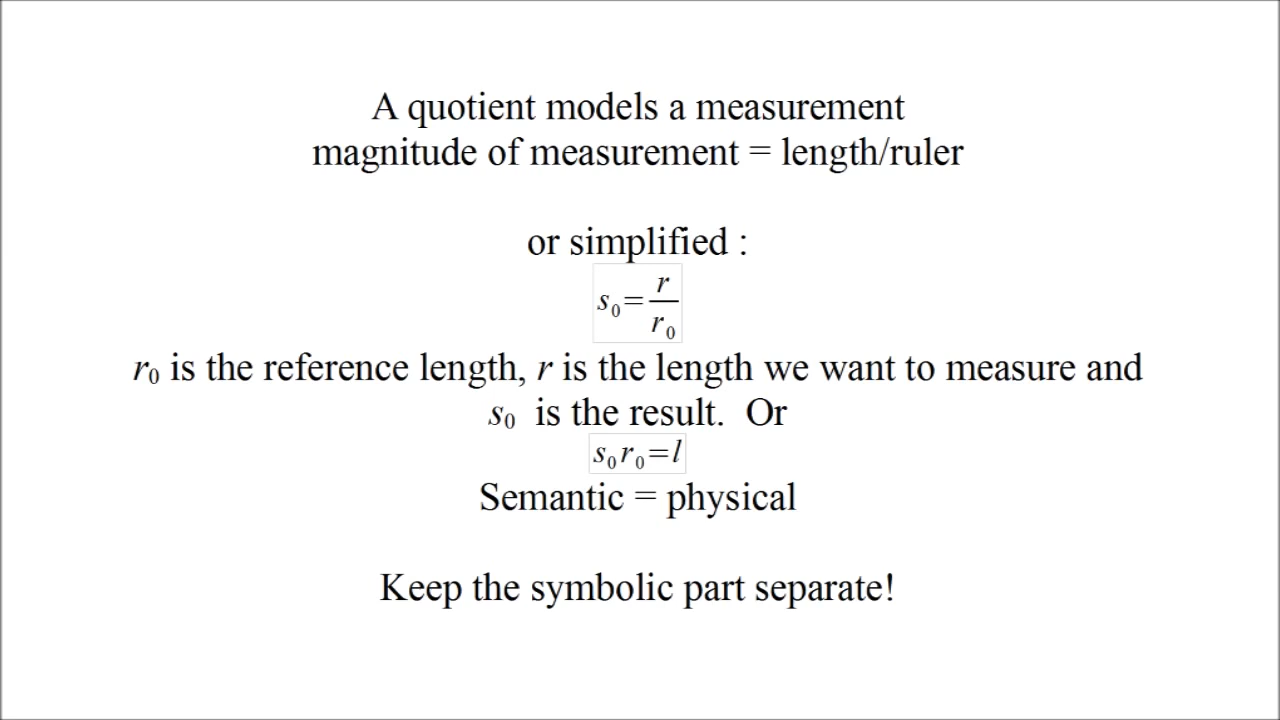 A quotient models a measurement
magnitude of measurement = length/ruler
or simplified :
s₀ = r/r₀
r₀ is the reference length, r is the length we want to measure and
s₀ is the result. Or
s₀r₀=l
Semantic = physical
Keep the symbolic part separate!